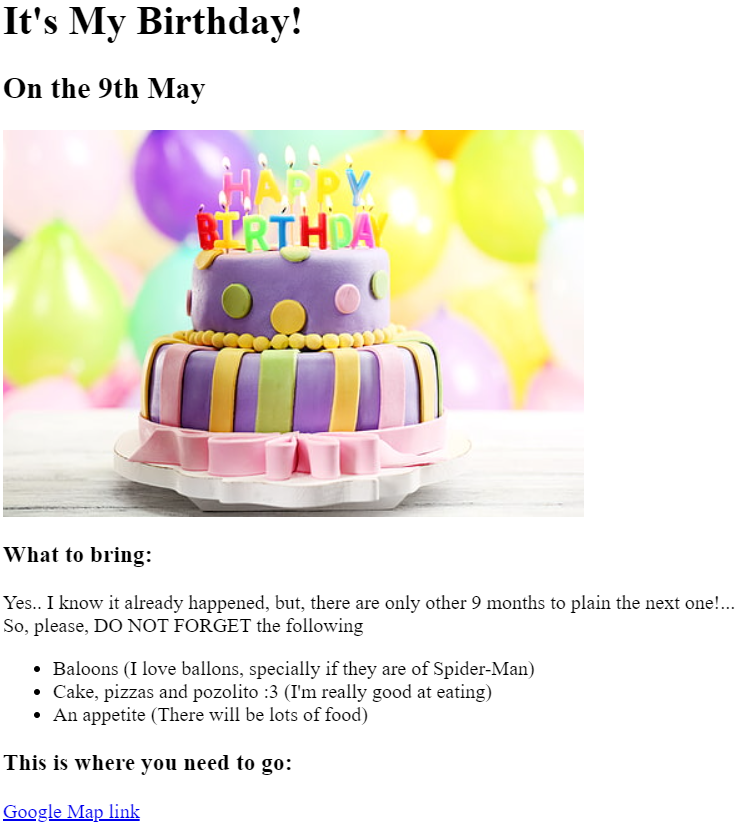 It's My Birthday!
On the 9th May
HAPPY
BIRTHDAY
What to bring:
Yes.. I know it already happened, but, there are only other 9 months to plain the next one!...
So, please, DO NOT FORGET the following
• Baloons (I love ballons, specially if they are of Spider-Man)
• Cake, pizzas and pozolito :3 (I'm really good at eating)
• An appetite (There will be lots of food)
This is where you need to go:
Google Map link